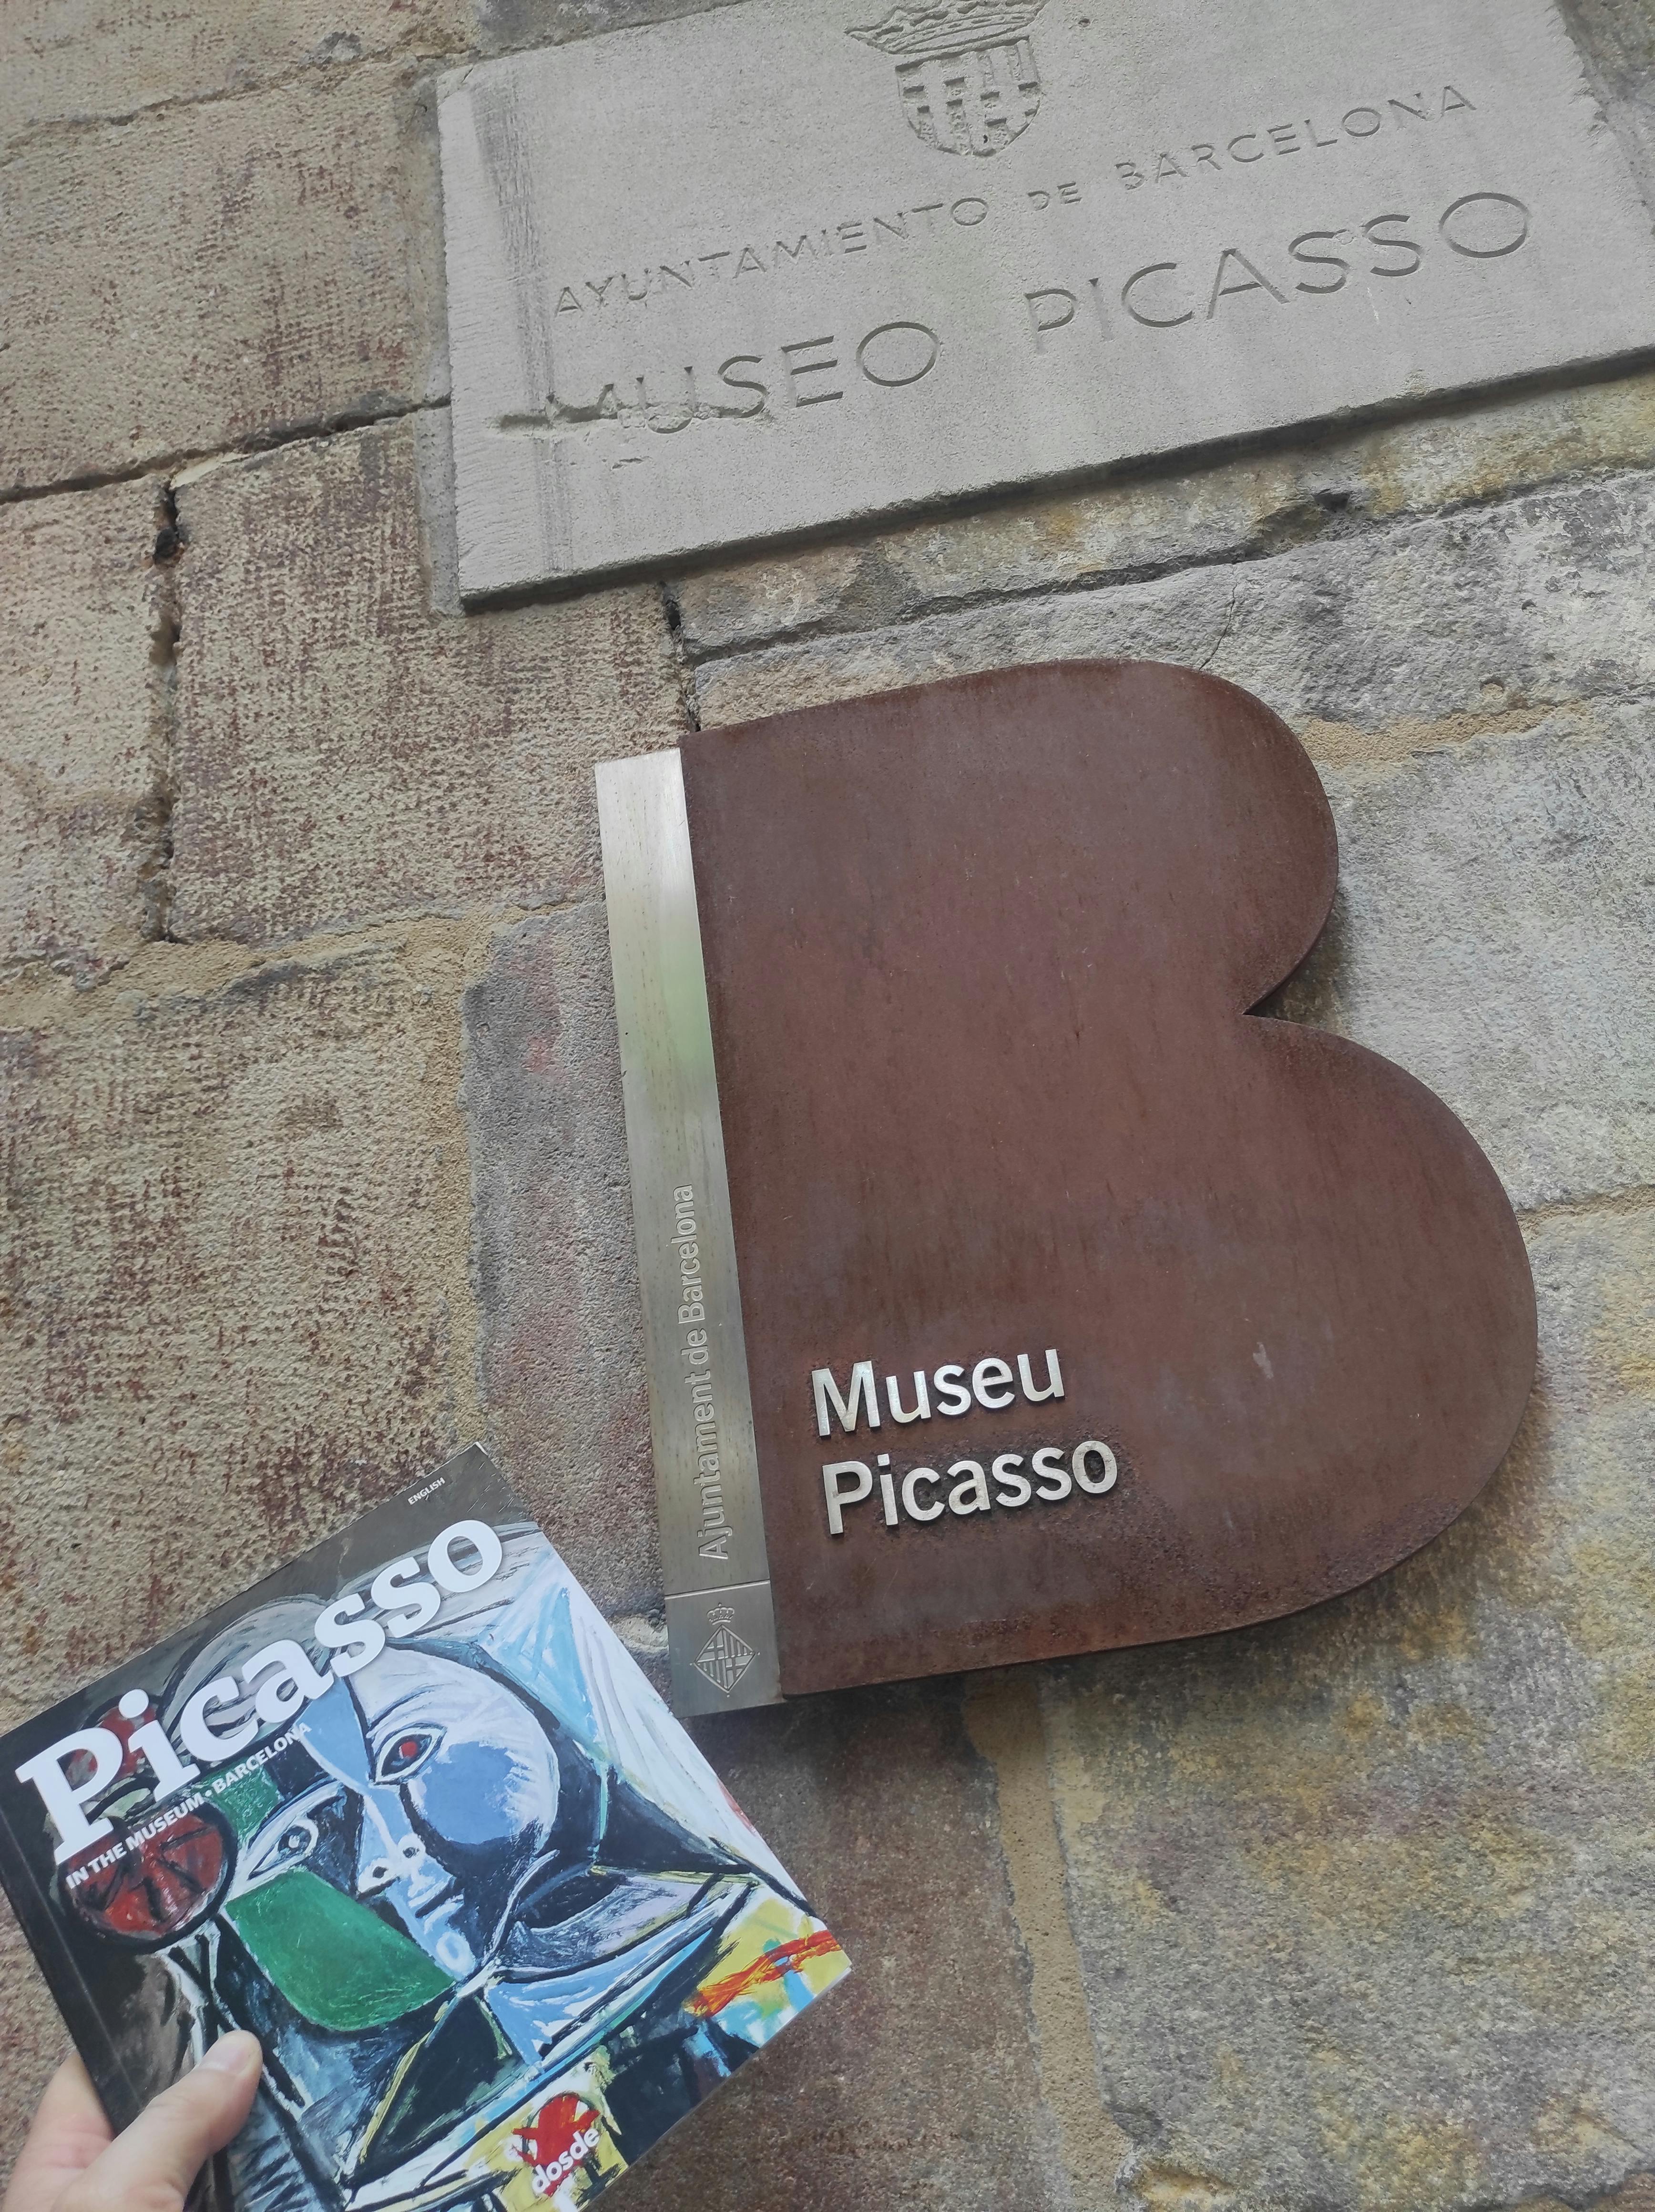 AYUNTAMIENTO DE BARCELONA
MUSEO PICASSO
Ajuntament de Barcelona
Museu
Picasso
ENGLISH
Picasso
IN THE MUSEUM • BARCELONA
dosde